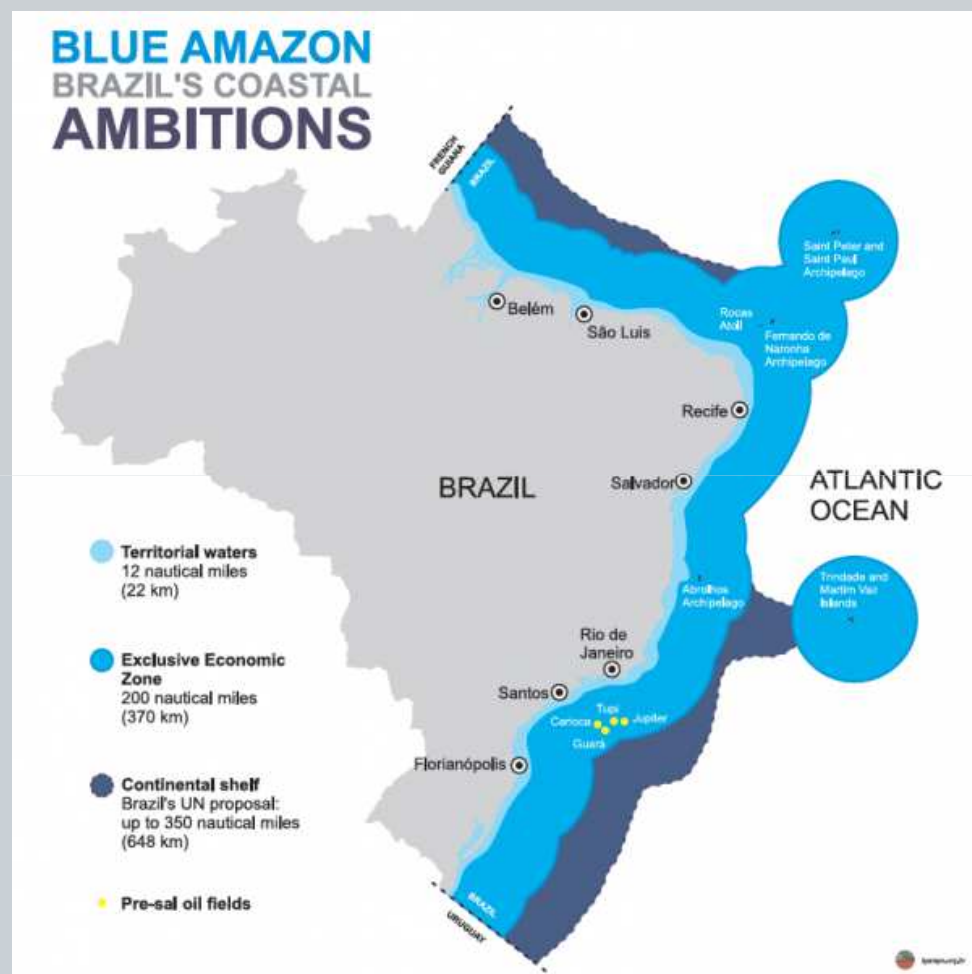 BLUE AMAZON
BRAZIL'S COASTAL
AMBITIONS
FRENCH
GUIANA
BRAZIL
Saint Peter and
Saint Paul
Archipelago
Belém
São Luis
Rocas
Atoll
Fernando de
Naronha
Archipelago
Recife
BRAZIL
Salvador
ATLANTIC
OCEAN
Territorial waters
12 nautical miles
(22 km)
Abrolhos
Archipelago
Trindade and
Martim Vaz
Islands
Exclusive Economic
Zone
200 nautical miles
(370 km)
Rio de
Janeiro
Santos
Tupi
Carioca
Jupiter
Guará
Florianópolis
Continental shelf
Brazil's UN proposal:
up to 350 nautical miles
(648 km)
Pre-sal oil fields
BRAZIL
URUGUAY